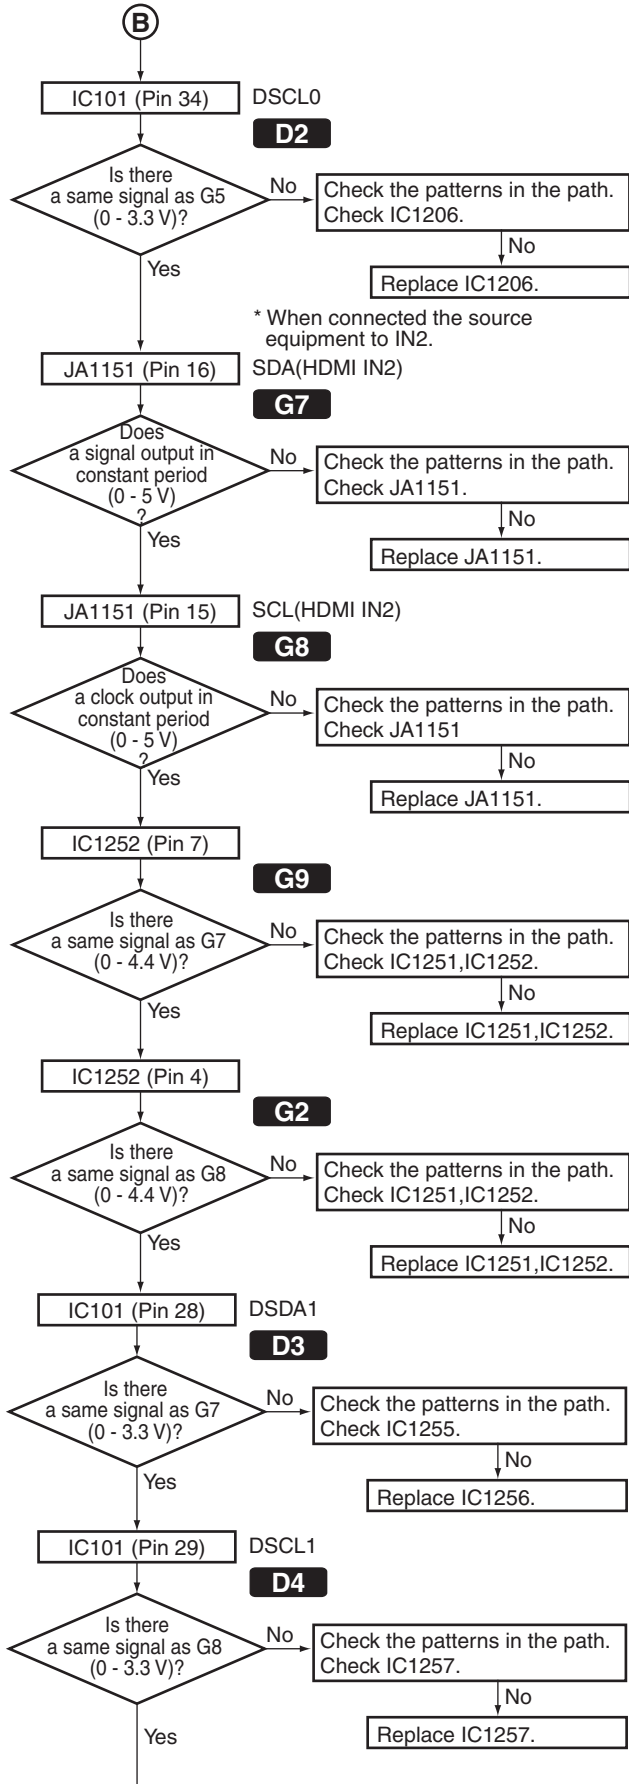 B
IC101 (Pin 34) DSCL0
D2
Is there
a same signal as G5
(0 - 3.3 V)?
No
Check the patterns in the path.
Check IC1206.
No
Replace IC1206.
Yes
* When connected the source
equipment to IN2.
JA1151 (Pin 16) SDA(HDMI IN2)
G7
Does
a signal output in
constant period
(0 - 5 V)
?
No
Check the patterns in the path.
Check JA1151.
No
Replace JA1151.
Yes
JA1151 (Pin 15) SCL(HDMI IN2)
G8
Does
a clock output in
constant period
(0 - 5 V)
?
No
Check the patterns in the path.
Check JA1151
No
Replace JA1151.
Yes
IC1252 (Pin 7)
G9
Is there
a same signal as G7
(0 - 4.4 V)?
No
Check the patterns in the path.
Check IC1251,IC1252.
No
Replace IC1251,IC1252.
Yes
IC1252 (Pin 4)
G2
Is there
a same signal as G8
(0 - 4.4 V)?
No
Check the patterns in the path.
Check IC1251,IC1252.
No
Replace IC1251,IC1252.
Yes
IC101 (Pin 28) DSDA1
D3
Is there
a same signal as G7
(0 - 3.3 V)?
No
Check the patterns in the path.
Check IC1255.
No
Replace IC1256.
Yes
IC101 (Pin 29) DSCL1
D4
Is there
a same signal as G8
(0 - 3.3 V)?
No
Check the patterns in the path.
Check IC1257.
No
Replace IC1257.
Yes